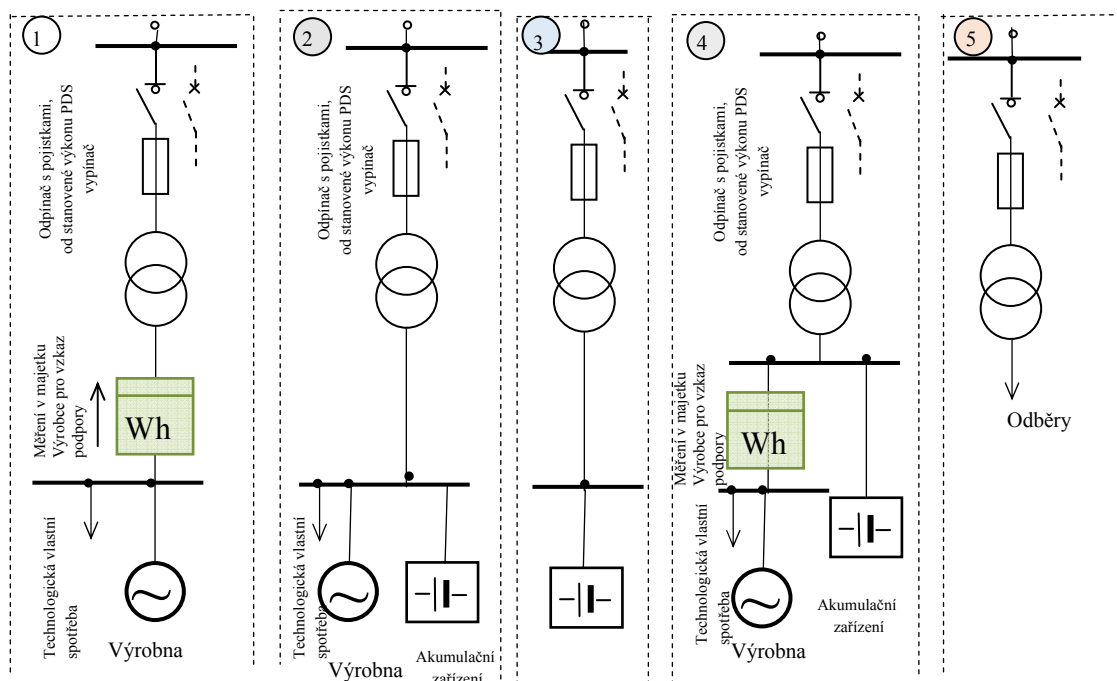 1
Odpínač s pojistkami,
od stanovené výkonu PDS
vypínač
Měření v majetku
Výrobce pro vzkaz
podpory
Wh
Technologická vlastní
spotřeba
Výrobna
2
Odpínač s pojistkami,
od stanovené výkonu PDS
vypínač
Technologická vlastní
spotřeba
Výrobna
Akumulační
zařízení
3
4
Odpínač s pojistkami,
od stanovené výkonu PDS
vypínač
Měření v majetku
Výrobce pro vzkaz
podpory
Wh
Technologická vlastní
spotřeba
Výrobna
Akumulační
zařízení
5
Odběry